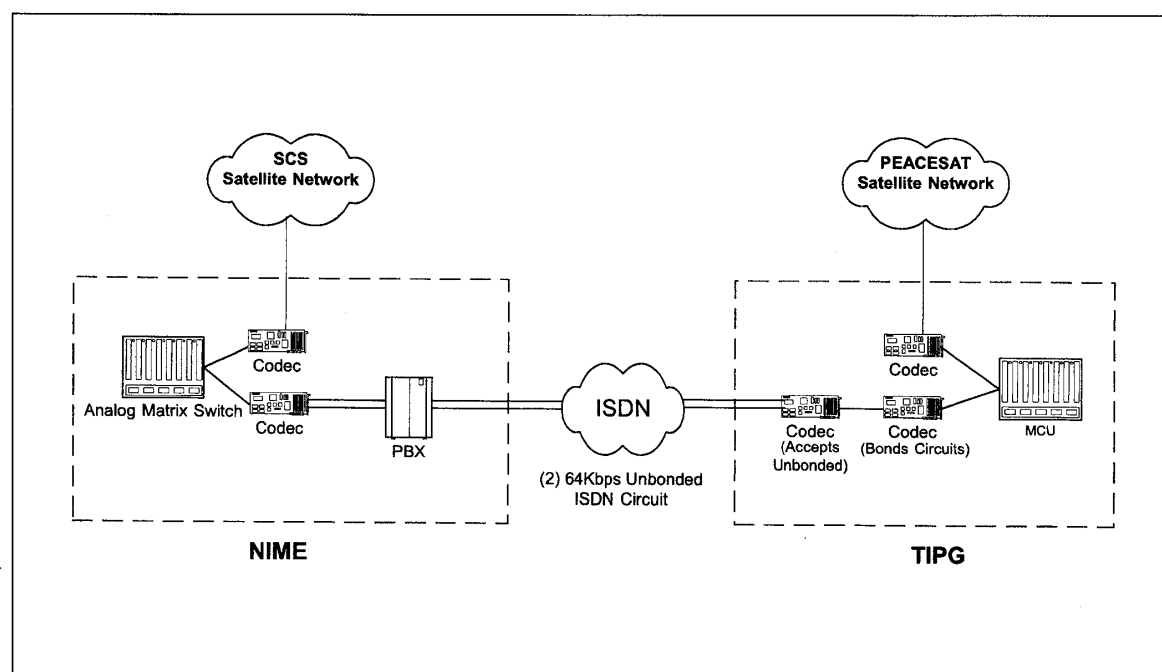 SCS
Satellite Network
PEACESAT
Satellite Network
Codec
Analog Matrix Switch
Codec
PBX
ISDN
(2) 64Kbps Unbonded
ISDN Circuit
Codec
Codec
(Accepts
Unbonded)
Codec
(Bonds Circuits)
MCU
NIME
TIPG